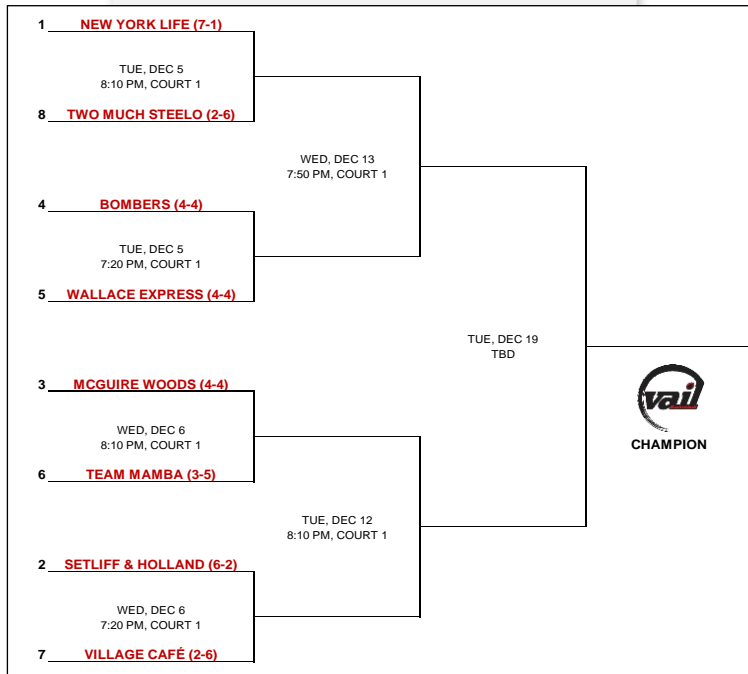 1 NEW YORK LIFE (7-1)
TUE, DEC 5
8:10 PM, COURT 1
8 TWO MUCH STEELO (2-6)
WED, DEC 13
7:50 PM, COURT 1
4 BOMBERS (4-4)
TUE, DEC 5
7:20 PM, COURT 1
5 WALLACE EXPRESS (4-4)
TUE, DEC 19
TBD
3 MCGUIRE WOODS (4-4)
WED, DEC 6
8:10 PM, COURT 1
6 TEAM MAMBA (3-5)
vail
CHAMPION
TUE, DEC 12
8:10 PM, COURT 1
2 SETLIFF & HOLLAND (6-2)
WED, DEC 6
7:20 PM, COURT 1
7 VILLAGE CAFÉ (2-6)